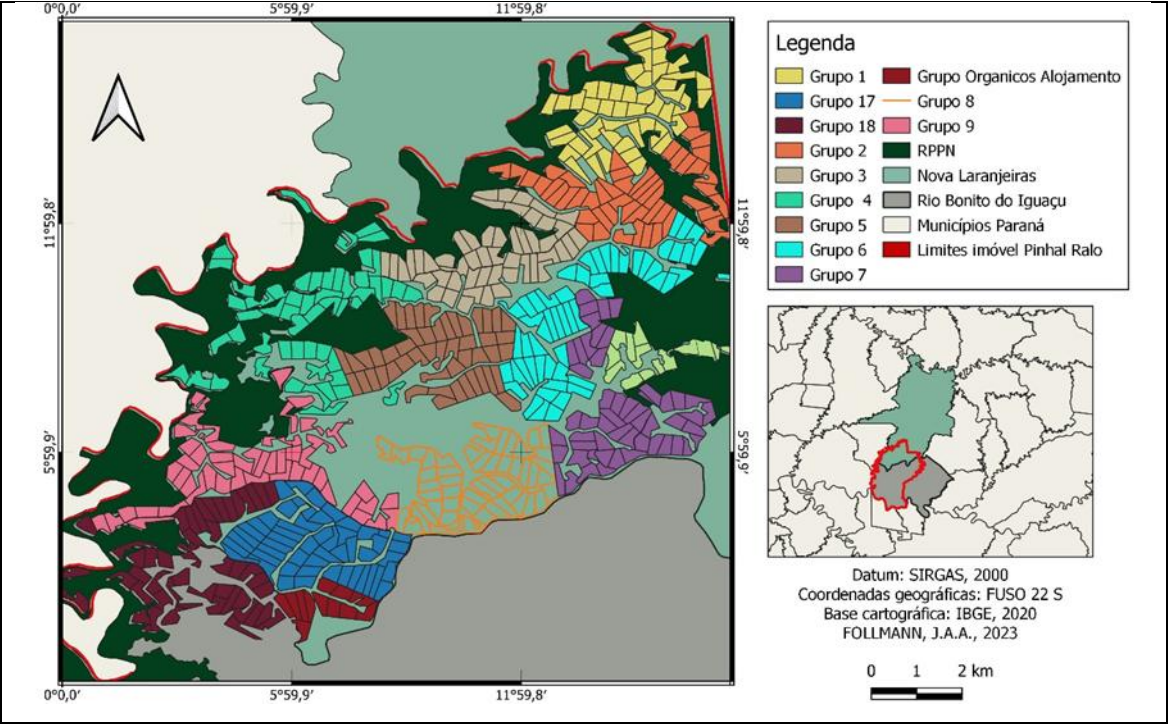 0°0,0'
5°59,9'
11°59,8'
11°59,8'
5°59,9'
11°59,8'
5°59,9'
0°0,0'
5°59,9'
11°59,8'
Legenda
Grupo 1
Grupo 17
Grupo 18
Grupo 2
Grupo 3
Grupo 4
Grupo 5
Grupo 6
Grupo 7
Grupo Organicos Alojamento
Grupo 8
Grupo 9
RPPN
Nova Laranjeiras
Rio Bonito do Iguaçu
Municípios Paraná
Limites imóvel Pinhal Ralo
Datum: SIRGAS, 2000
Coordenadas geográficas: FUSO 22 S
Base cartográfica: IBGE, 2020
FOLLMANN, J.A.A., 2023
0 1 2 km